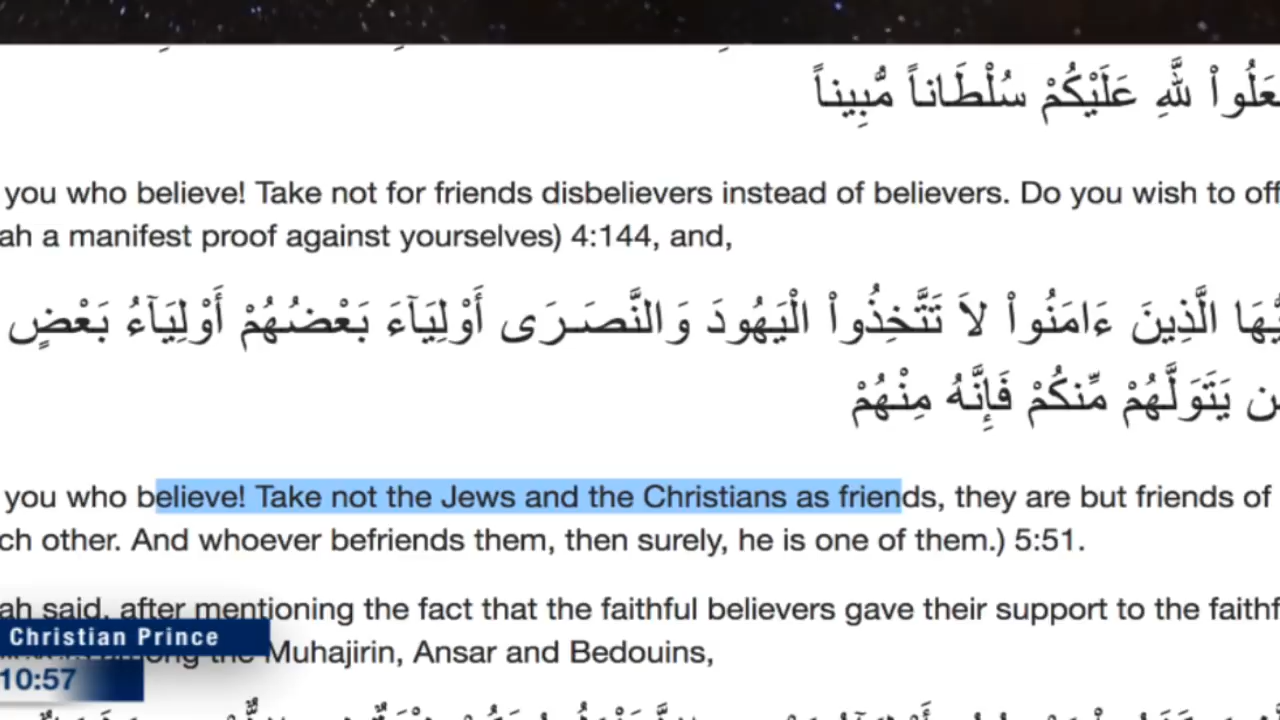 عَلُواْ لِلَّهِ عَلَيْكُمْ سُلْطَاناً مُّبِيناً
you who believe! Take not for friends disbelievers instead of believers. Do you wish to off
ah a manifest proof against yourselves) 4:144, and,
يُّهَا الَّذِينَ ءَامَنُواْ لاَ تَتَّخِذُواْ الْيَهُودَ وَالنَّصَـرَى أَوْلِيَآءَ بَعْضُهُمْ أَوْلِيَآءُ بَعْضٍ
ن يَتَوَلَّهُمْ مِّنكُمْ فَإِنَّهُ مِنْهُمْ
you who believe! Take not the Jews and the Christians as friends, they are but friends of
ch other. And whoever befriends them, then surely, he is one of them.) 5:51.
ah said, after mentioning the fact that the faithful believers gave their support to the faithf
among the Muhajirin, Ansar and Bedouins,
Christian Prince
10:57